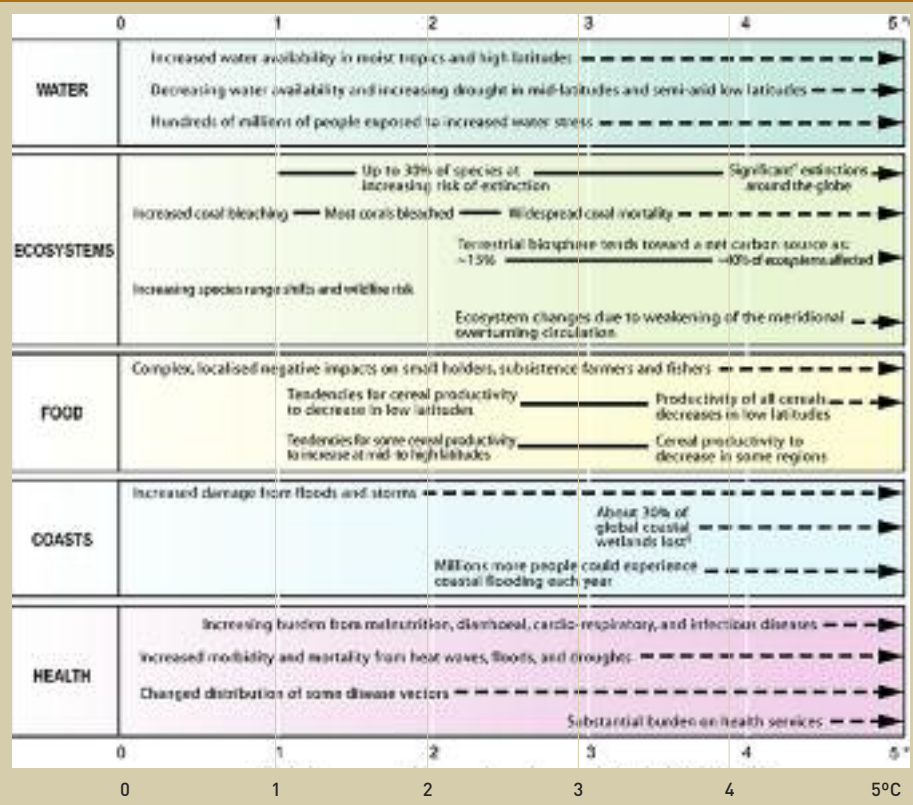 0 1 2 3 4 5 °
WATER
Increased water availability in moist tropics and high latitudes
Decreasing water availability and increasing drought in mid-latitudes and semi-arid low latitudes
Hundreds of millions of people exposed to increased water stress
ECOSYSTEMS
Up to 30% of species at
increasing risk of extinction
Significant† extinctions
around the globe
Increased coral bleaching Most corals bleached Widespread coral mortality
Terrestrial biosphere tends toward a net carbon source as:
~15% ~40% of ecosystems affected
Increasing species range shifts and wildfire risk
Ecosystem changes due to weakening of the meridional
overturning circulation
FOOD
Complex, localised negative impacts on small holders, subsistence farmers and fishers
Tendencies for cereal productivity
to decrease in low latitudes
Productivity of all cereals
decreases in low latitudes
Tendencies for some cereal productivity
to increase at mid- to high latitudes
Cereal productivity to
decrease in some regions
COASTS
Increased damage from floods and storms
About 30% of
global coastal
wetlands lost‡
Millions more people could experience
coastal flooding each year
HEALTH
Increasing burden from malnutrition, diarrhoeal, cardio-respiratory, and infectious diseases
Increased morbidity and mortality from heat waves, floods, and droughts
Changed distribution of some disease vectors
Substantial burden on health services
0 1 2 3 4 5 °
0 1 2 3 4 5°C